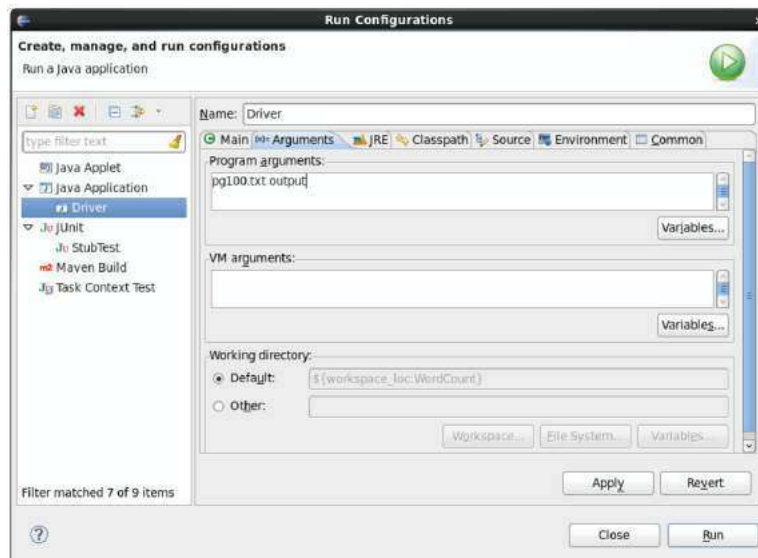 Run Configurations
Create, manage, and run configurations
Run a Java application
type filter text
Java Applet
Java Application
Driver
Ju JUnit
Ju StubTest
m2 Maven Build
Task Context Test
Filter matched 7 of 9 items
Name: Driver
Main (x)= Arguments JRE Classpath Source Environment Common
Program arguments:
pg100.txt output
Variables...
VM arguments:
Variables...
Working directory:
Default: ${workspace_loc:WordCount}
Other:
Workspace... File System... Variables...
Apply Revert
? Close Run